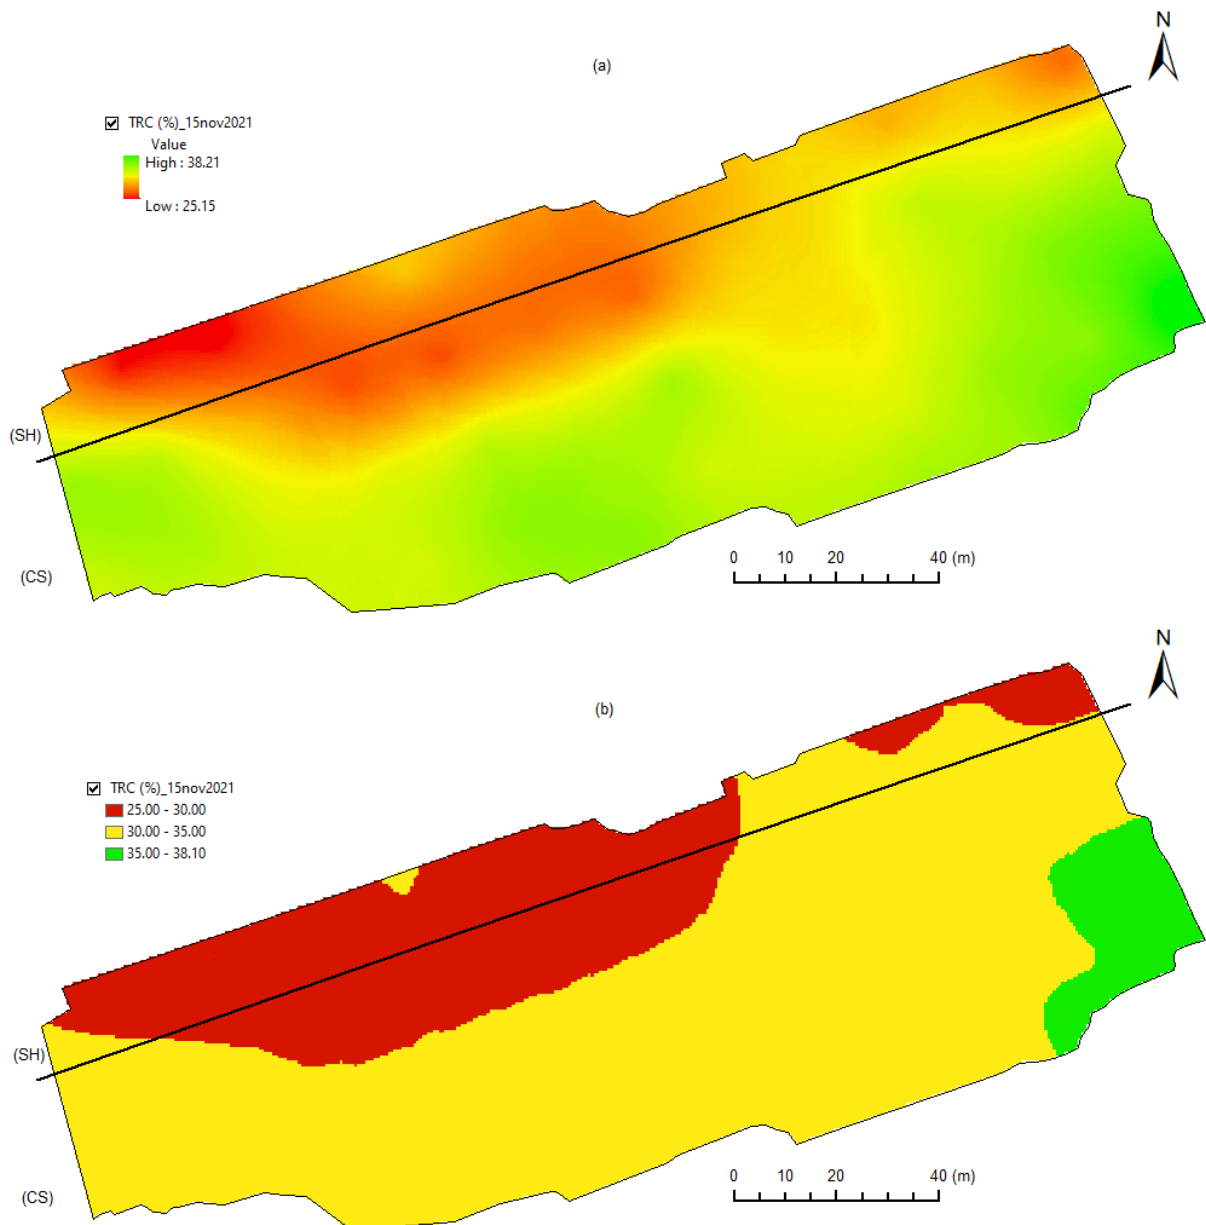 N
(a)
TRC (%)_15nov2021
Value
High : 38.21
Low : 25.15
(SH)
(CS)
0 10 20 40 (m)
N
(b)
TRC (%)_15nov2021
25.00 - 30.00
30.00 - 35.00
35.00 - 38.10
(SH)
(CS)
0 10 20 40 (m)